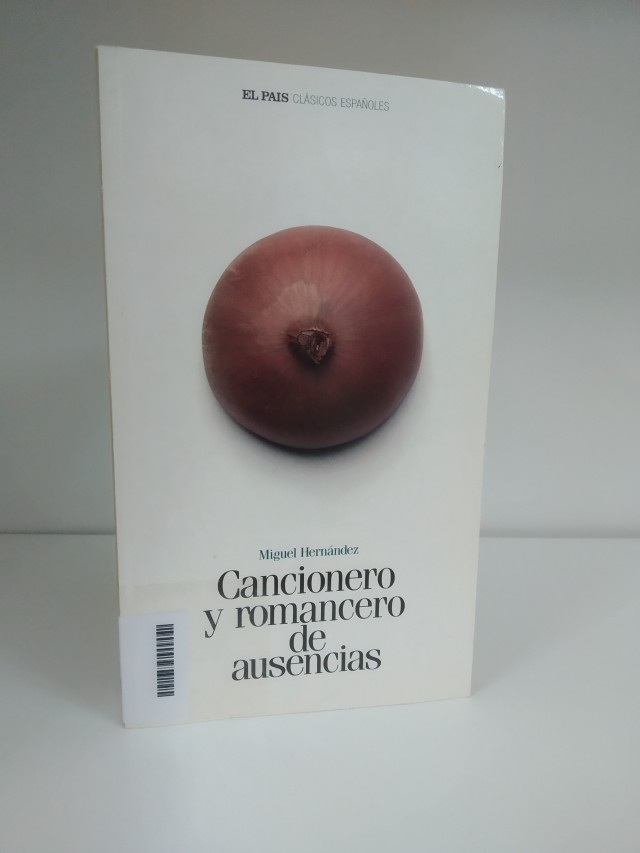 EL PAIS CLÁSICOS ESPAÑOLES
Miguel Hernández
Cancionero
y romancero
de
ausencias